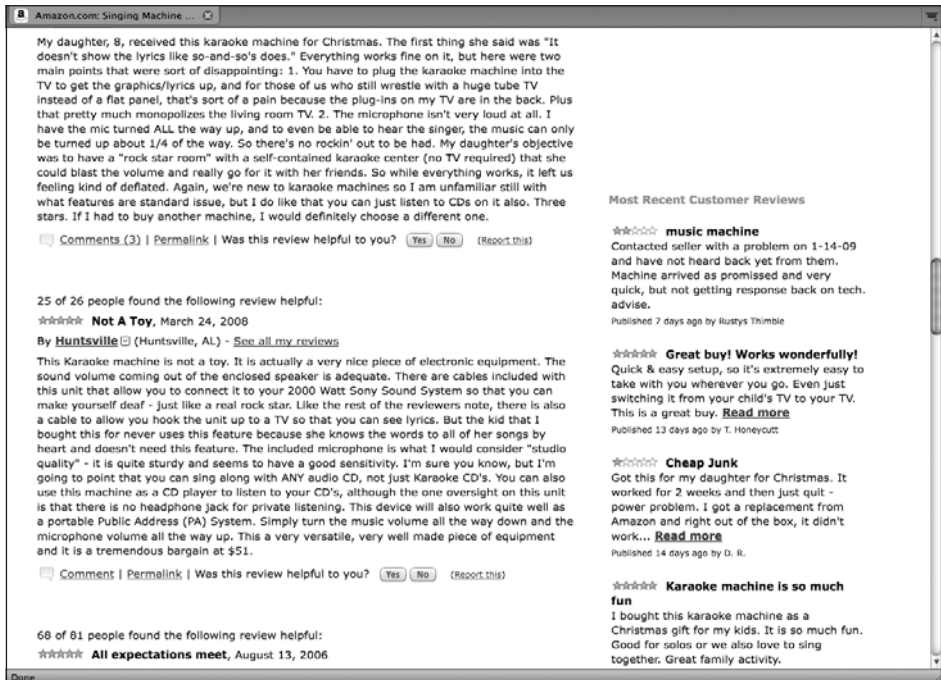 Amazon.com: Singing Machine ...
My daughter, 8, received this karaoke machine for Christmas. The first thing she said was "It
doesn't show the lyrics like so-and-so's does." Everything works fine on it, but here were two
main points that were sort of disappointing: 1. You have to plug the karaoke machine into the
TV to get the graphics/lyrics up, and for those of us who still wrestle with a huge tube TV
instead of a flat panel, that's sort of a pain because the plug-ins on my TV are in the back. Plus
that pretty much monopolizes the living room TV. 2. The microphone isn't very loud at all. I
have the mic turned ALL the way up, and to even be able to hear the singer, the music can only
be turned up about 1/4 of the way. So there's no rockin' out to be had. My daughter's objective
was to have a "rock star room" with a self-contained karaoke center (no TV required) that she
could blast the volume and really go for it with her friends. So while everything works, it left us
feeling kind of deflated. Again, we're new to karaoke machines so I am unfamiliar still with
what features are standard issue, but I do like that you can just listen to CDs on it also. Three
stars. If I had to buy another machine, I would definitely choose a different one.
Comments (3) | Permalink | Was this review helpful to you? Yes No (Report this)
25 of 26 people found the following review helpful:
Not A Toy, March 24, 2008
By Huntsville (Huntsville, AL) - See all my reviews
This Karaoke machine is not a toy. It is actually a very nice piece of electronic equipment. The
sound volume coming out of the enclosed speaker is adequate. There are cables included with
this unit that allow you to connect it to your 2000 Watt Sony Sound System so that you can
make yourself deaf - just like a real rock star. Like the rest of the reviewers note, there is also
a cable to allow you hook the unit up to a TV so that you can see lyrics. But the kid that I
bought this for never uses this feature because she knows the words to all of her songs by
heart and doesn't need this feature. The included microphone is what I would consider "studio
quality" - it is quite sturdy and seems to have a good sensitivity. I'm sure you know, but I'm
going to point that you can sing along with ANY audio CD, not just Karaoke CD's. You can also
use this machine as a CD player to listen to your CD's, although the one oversight on this unit
is that there is no headphone jack for private listening. This device will also work quite well as
a portable Public Address (PA) System. Simply turn the music volume all the way down and the
microphone volume all the way up. This a very versatile, very well made piece of equipment
and it is a tremendous bargain at $51.
Comment | Permalink | Was this review helpful to you? Yes No (Report this)
68 of 81 people found the following review helpful:
All expectations meet, August 13, 2006
Most Recent Customer Reviews
music machine
Contacted seller with a problem on 1-14-09
and have not heard back yet from them.
Machine arrived as promissed and very
quick, but not getting response back on tech.
advise.
Published 7 days ago by Rustys Thimble
Great buy! Works wonderfully!
Quick & easy setup, so it's extremely easy to
take with you wherever you go. Even just
switching it from your child's TV to your TV.
This is a great buy. Read more
Published 13 days ago by T. Honeycutt
Cheap Junk
Got this for my daughter for Christmas. It
worked for 2 weeks and then just quit -
power problem. I got a replacement from
Amazon and right out of the box, it didn't
work... Read more
Published 14 days ago by D. R.
Karaoke machine is so much
fun
I bought this karaoke machine as a
Christmas gift for my kids. It is so much fun.
Good for solos or we also love to sing
together. Great family activity.
Done